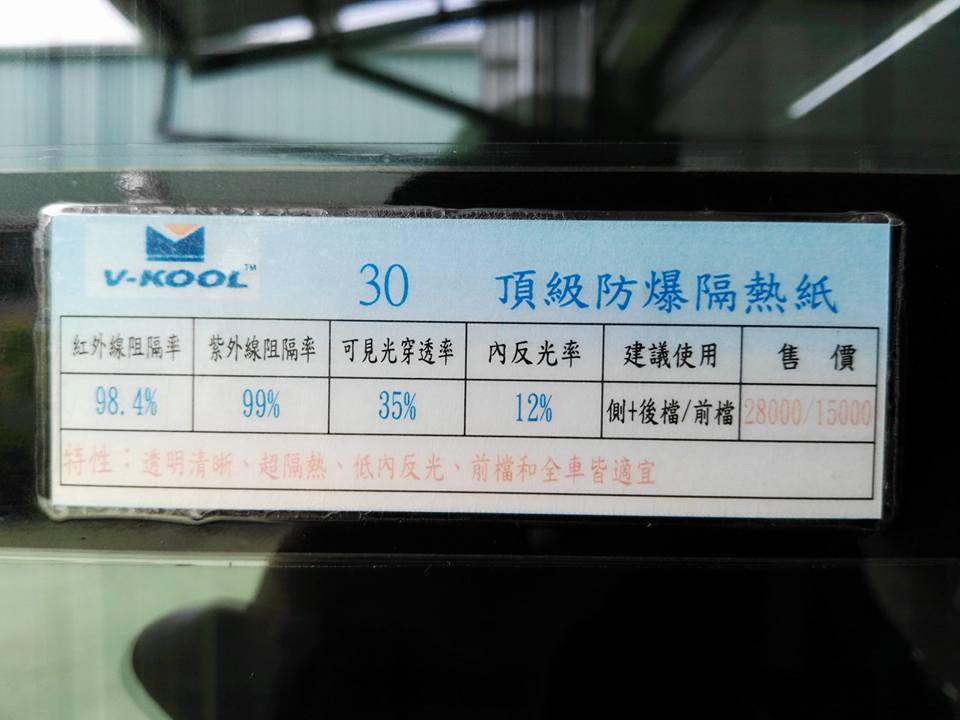 V-KOOL™ 30 頂級防爆隔熱紙
紅外線阻隔率 紫外線阻隔率 可見光穿透率 內反光率 建議使用 售 價
98.4% 99% 35% 12% 側+後檔/前檔 28000/15000
特性：透明清晰、超隔熱、低內反光、前檔和全車皆適宜